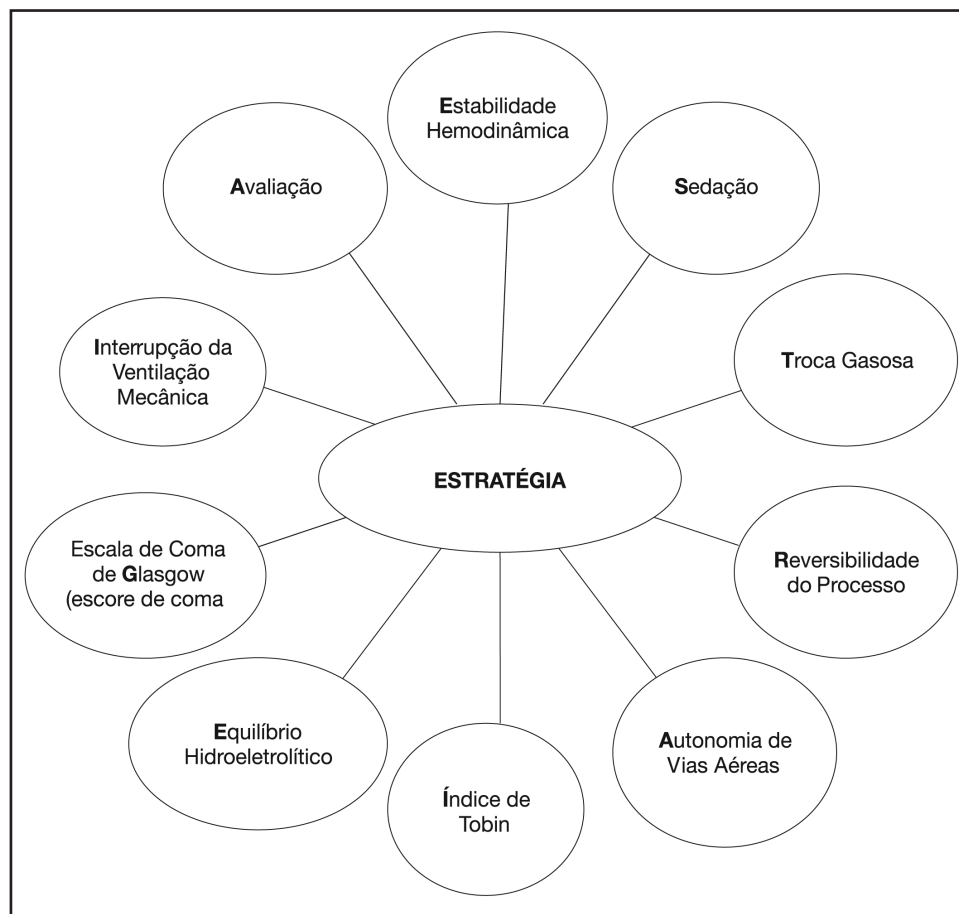 Estabilidade
Hemodinâmica
Sedação
Troca Gasosa
Reversibilidade
do Processo
Autonomia de
Vias Aéreas
Índice de
Tobin
Equilíbrio
Hidroeletrolítico
Escala de Coma
de Glasgow
(escore de coma
Interrupção da
Ventilação
Mecânica
Avaliação
ESTRATÉGIA